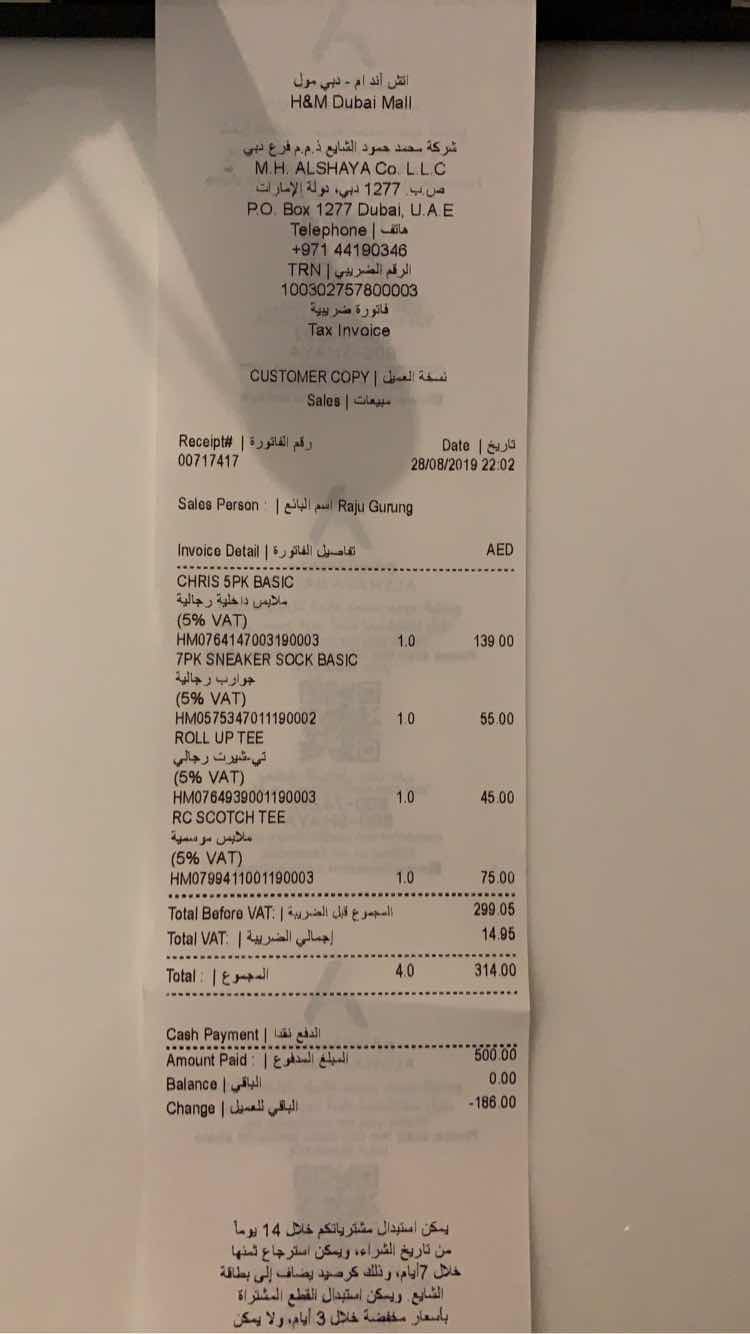 اتش أند ام - دبي مول
H&M Dubai Mall
شركة محمد حمود الشايع ذ.م.م فرع دبي
M.H. ALSHAYA Co. L.L.C
ص.ب. 1277 دبي، دولة الإمارات
P.O. Box 1277 Dubai, U.A.E
Telephone | هاتف
+971 44190346
TRN | الرقم الضريبي
100302757800003
فاتورة ضريبية
Tax Invoice
CUSTOMER COPY | نسخة العميل
Sales | مبيعات
Receipt# | رقم الفاتورة Date | تاريخ
00717417 28/08/2019 22:02
Sales Person : | اسم البائع Raju Gurung
Invoice Detail | تفاصيل الفاتورة AED
CHRIS 5PK BASIC
ملابس داخلية رجالية
(5% VAT)
HM0764147003190003 1.0 139.00
7PK SNEAKER SOCK BASIC
جوارب رجالية
(5% VAT)
HM0575347011190002 1.0 55.00
ROLL UP TEE
تي-شيرت رجالي
(5% VAT)
HM0764939001190003 1.0 45.00
RC SCOTCH TEE
ملابس موسمية
(5% VAT)
HM0799411001190003 1.0 75.00
Total Before VAT: | المجموع قبل الضريبة 299.05
Total VAT: | إجمالي الضريبة 14.95
Total : | المجموع 4.0 314.00
Cash Payment | الدفع نقدا
Amount Paid : | المبلغ المدفوع 500.00
Balance | الباقي 0.00
Change | الباقي للعميل -186.00
يمكن استبدال مشترياتكم خلال 14 يوماً
من تاريخ الشراء، ويمكن استرجاع ثمنها
خلال 7أيام، وذلك كرصيد يضاف إلى بطاقة
الشايع. ويمكن استبدال القطع المشتراة
بأسعار مخفضة خلال 3 أيام، ولا يمكن